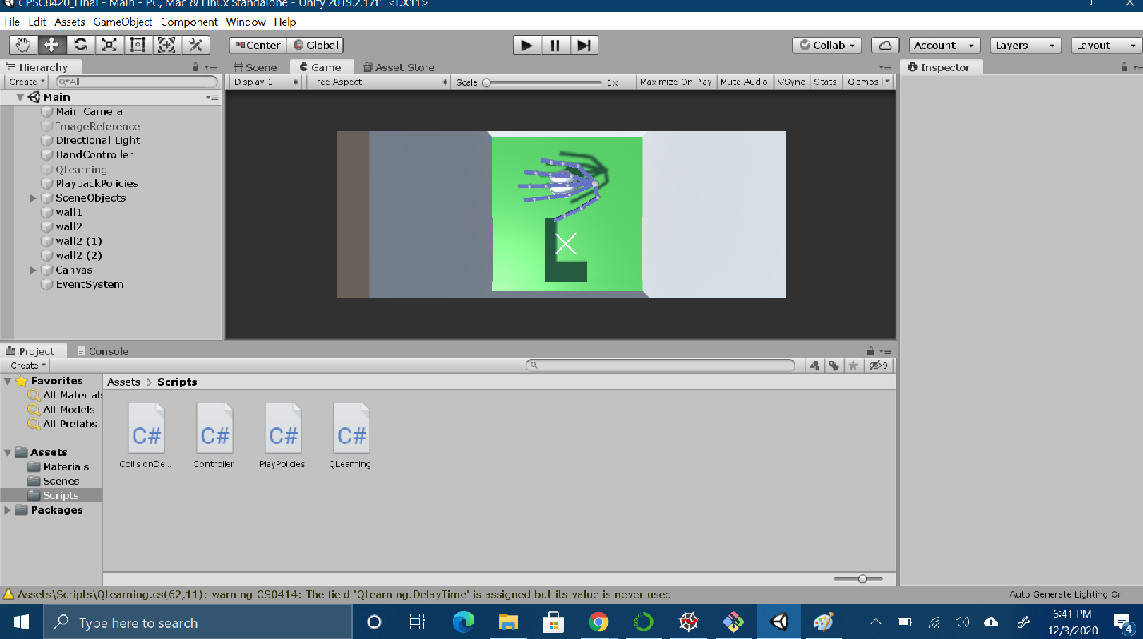 CPSC8420_Final - Main - PC, Mac & Linux Standalone - Unity 2019.2.17f1 <DX11>
File Edit Assets GameObject Component Window Help
Center Global Collab Account Layers Layout
Hierarchy Scene Game Asset Store Inspector
Create All Display 1 Free Aspect Scale 1x Maximize On Play Mute Audio VSync Stats Gizmos
Main
Main Camera
ImageReference
Directional Light
HandController
QLearning
PlaybackPolicies
SceneObjects
wall1
wall2
wall2 (1)
wall2 (2)
Canvas
EventSystem
Project Console
Create 9
Favorites
All Materials
All Models
All Prefabs
Assets
Materials
Scenes
Scripts
Packages
Assets > Scripts
C# C# C# C#
CollisionDe... Controller PlayPolicies QLearning
Assets\Scripts\QLearning.cs(62,11): warning CS0414: The field 'QLearning.DelayTime' is assigned but its value is never used
Auto Generate Lighting On
Type here to search
5:41 PM
12/3/2020
4